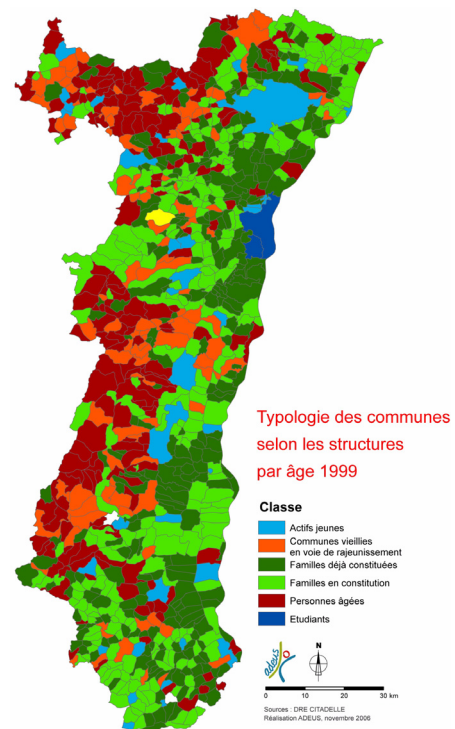 Typologie des communes
selon les structures
par âge 1999
Classe
Actifs jeunes
Communes vieillies
en voie de rajeunissement
Familles déjà constituées
Familles en constitution
Personnes âgées
Etudiants
adeus
N
0 10 20 30 km
Sources : DRE CITADELLE
Réalisation ADEUS, novembre 2006